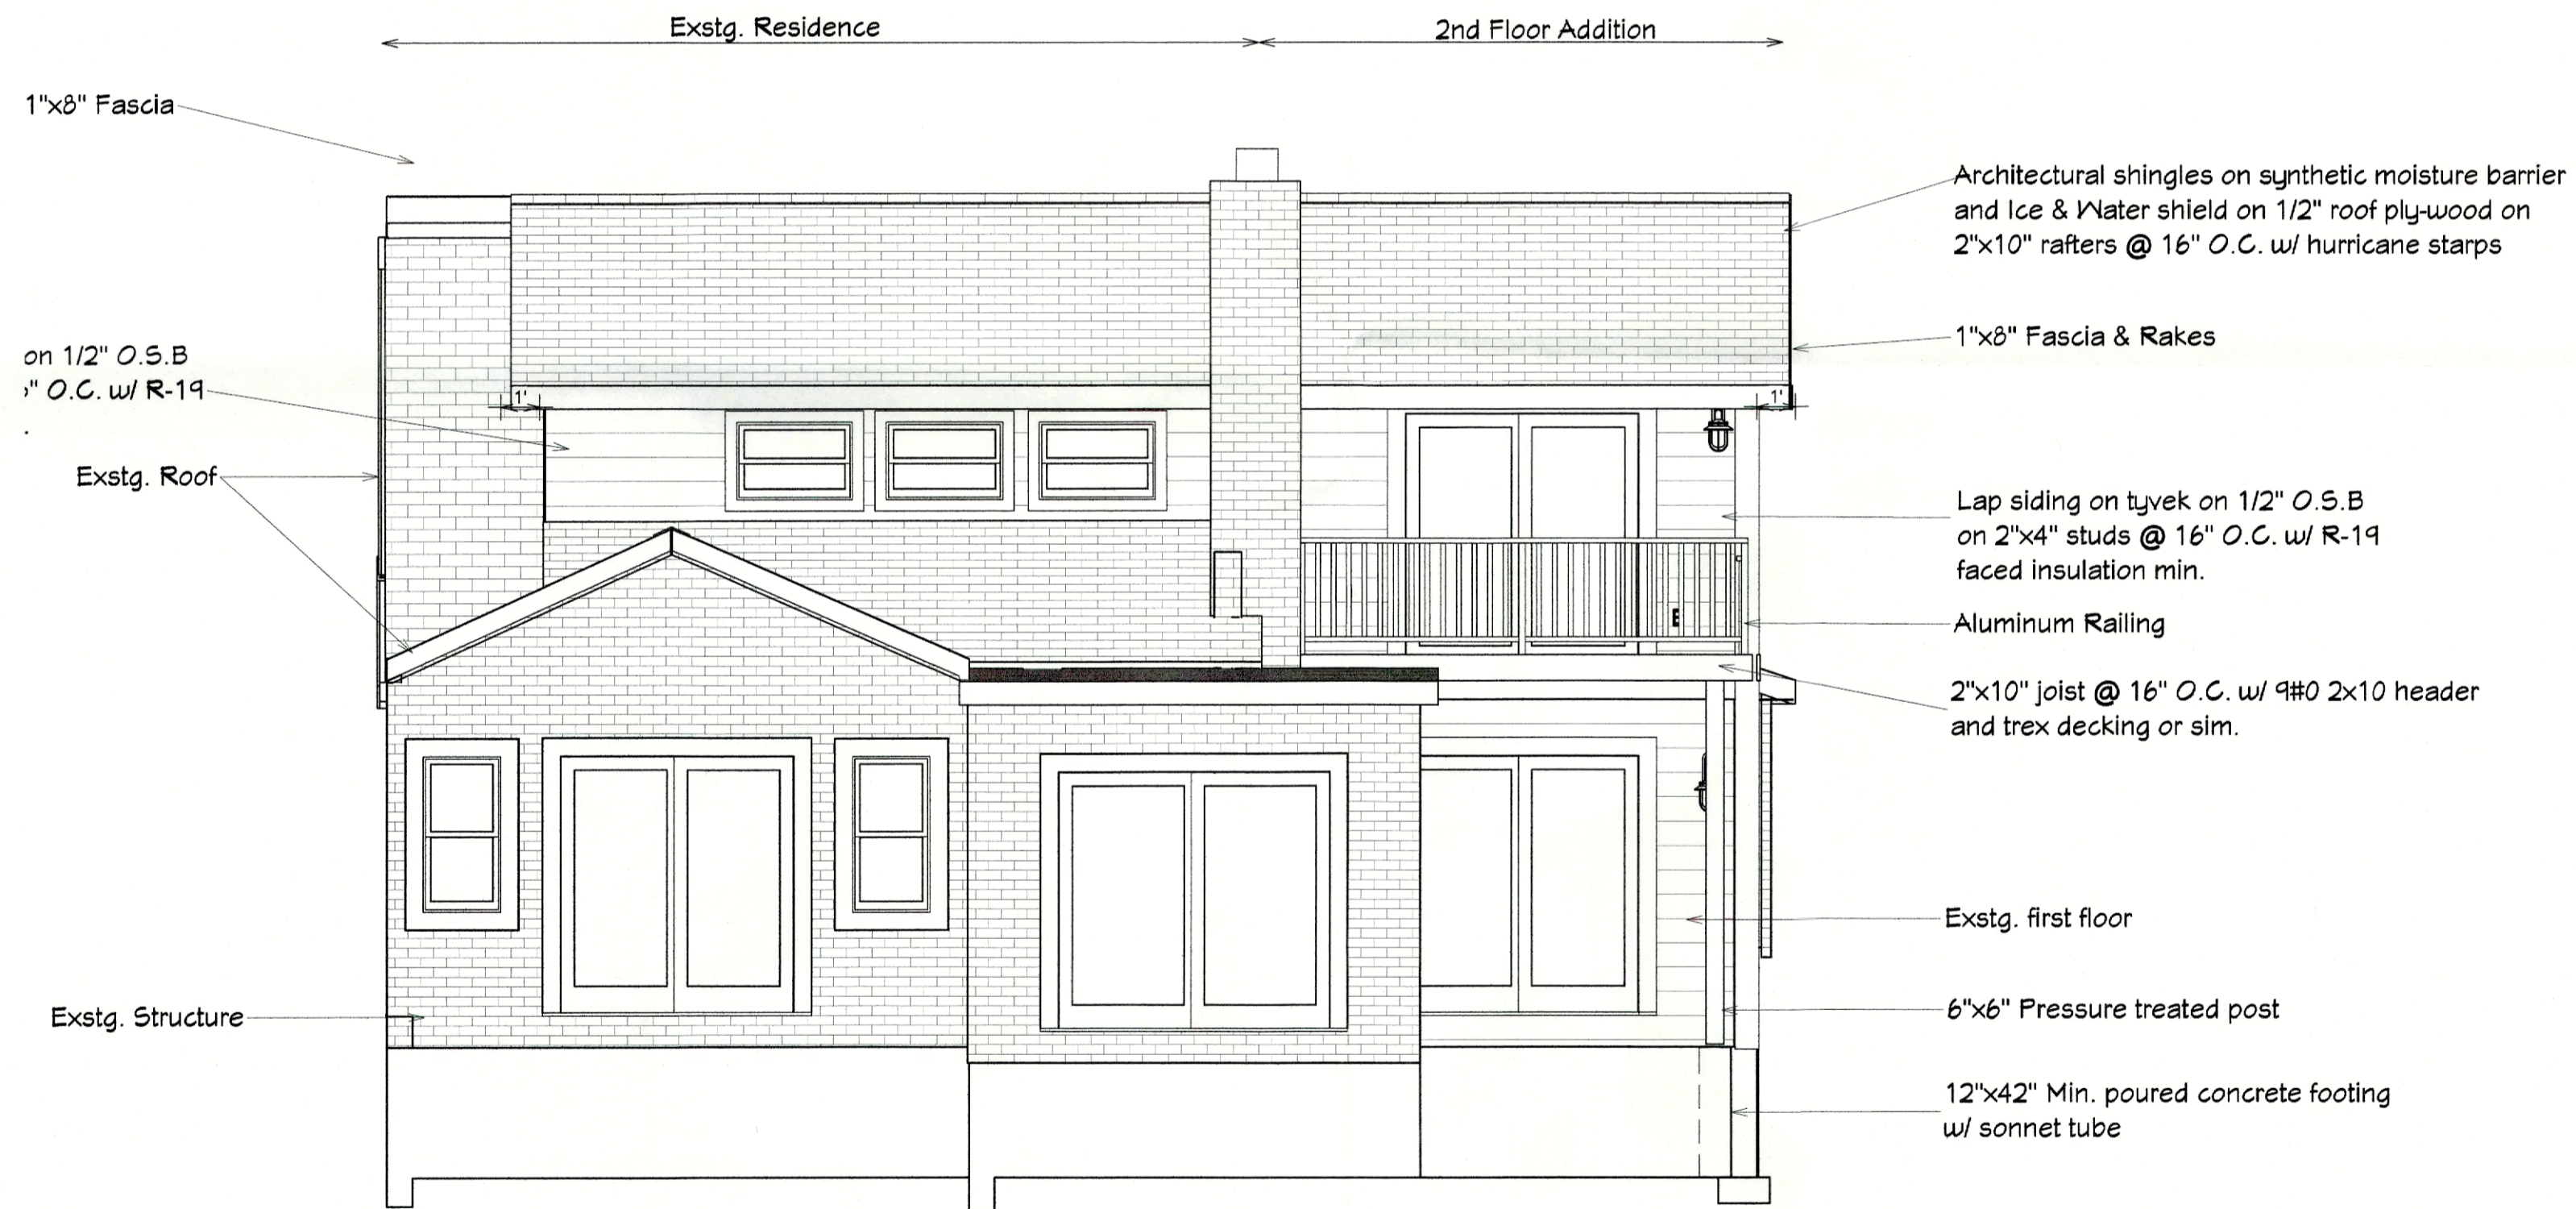 Exstg. Residence
2nd Floor Addition
1"x8" Fascia
Architectural shingles on synthetic moisture barrier
and Ice & Water shield on 1/2" roof ply-wood on
2"x10" rafters @ 16" O.C. w/ hurricane starps
1"x8" Fascia & Rakes
on 1/2" O.S.B
" O.C. w/ R-19
.
1'
1'
Exstg. Roof
Lap siding on tyvek on 1/2" O.S.B
on 2"x4" studs @ 16" O.C. w/ R-19
faced insulation min.
Aluminum Railing
2"x10" joist @ 16" O.C. w/ 9#0 2x10 header
and trex decking or sim.
Exstg. first floor
Exstg. Structure
6"x6" Pressure treated post
12"x42" Min. poured concrete footing
w/ sonnet tube